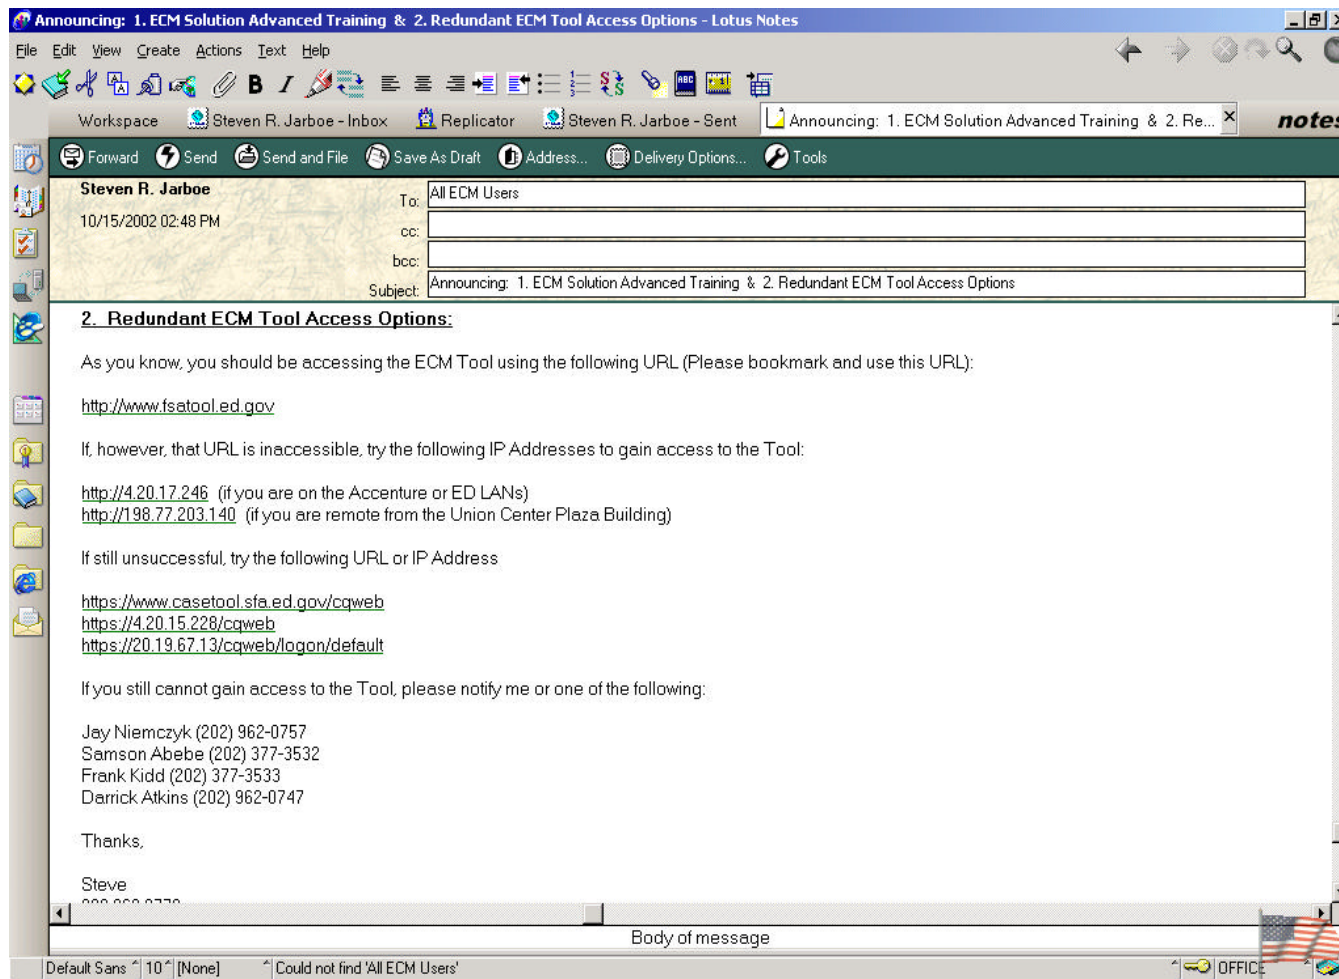 Announcing: 1. ECM Solution Advanced Training & 2. Redundant ECM Tool Access Options - Lotus Notes
File Edit View Create Actions Text Help
Workspace Steven R. Jarboe - Inbox Replicator Steven R. Jarboe - Sent Announcing: 1. ECM Solution Advanced Training & 2. Re... notes
Forward Send Send and File Save As Draft Address... Delivery Options... Tools
Steven R. Jarboe
10/15/2002 02:48 PM
To: All ECM Users
cc:
bcc:
Subject: Announcing: 1. ECM Solution Advanced Training & 2. Redundant ECM Tool Access Options
2. Redundant ECM Tool Access Options:
As you know, you should be accessing the ECM Tool using the following URL (Please bookmark and use this URL):
http://www.fsatool.ed.gov
If, however, that URL is inaccessible, try the following IP Addresses to gain access to the Tool:
http://4.20.17.246 (if you are on the Accenture or ED LANs)
http://198.77.203.140 (if you are remote from the Union Center Plaza Building)
If still unsuccessful, try the following URL or IP Address
https://www.casetool.sfa.ed.gov/cqweb
https://4.20.15.228/cqweb
https://20.19.67.13/cqweb/logon/default
If you still cannot gain access to the Tool, please notify me or one of the following:
Jay Niemczyk (202) 962-0757
Samson Abebe (202) 377-3532
Frank Kidd (202) 377-3533
Darrick Atkins (202) 962-0747
Thanks,
Steve
Body of message
Default Sans 10 [None] Could not find 'All ECM Users'